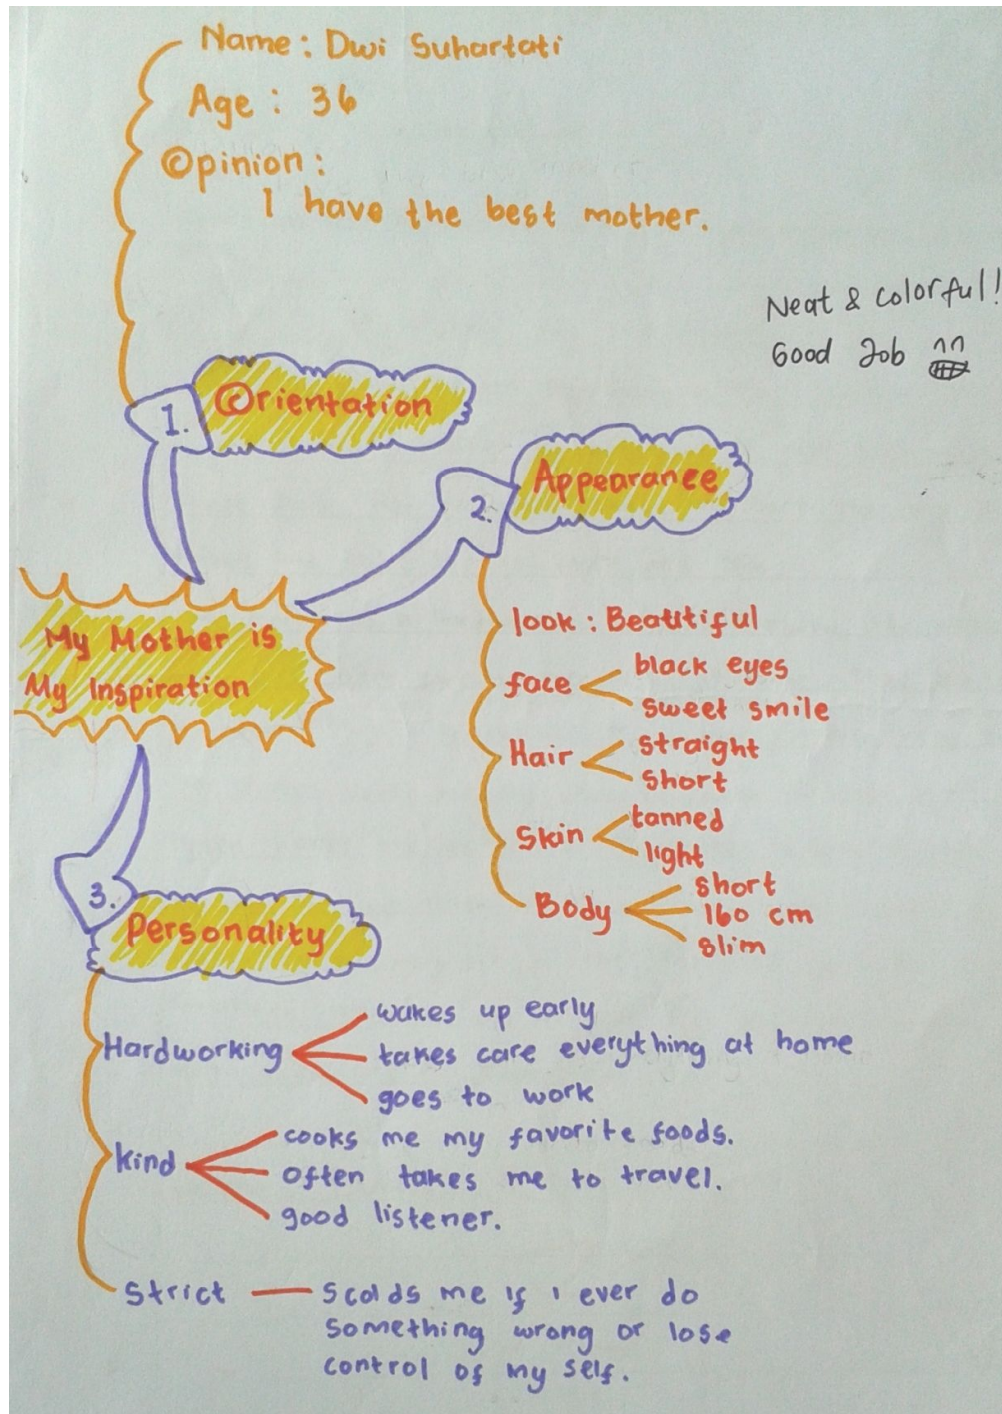 Name : Dwi Suhartati
Age : 36
Opinion :
I have the best mother.
Neat & Colorful!
Good Job
1.
Orientation
2.
Appearance
My Mother is
My Inspiration
look : Beautiful
face
black eyes
sweet smile
Hair
straight
short
Skin
tanned
light
Body
short
160 cm
slim
3.
Personality
Hardworking
wakes up early
takes care everything at home
goes to work
kind
cooks me my favorite foods.
often takes me to travel.
good listener.
Strict
Scolds me if I ever do
something wrong or lose
control of my self.